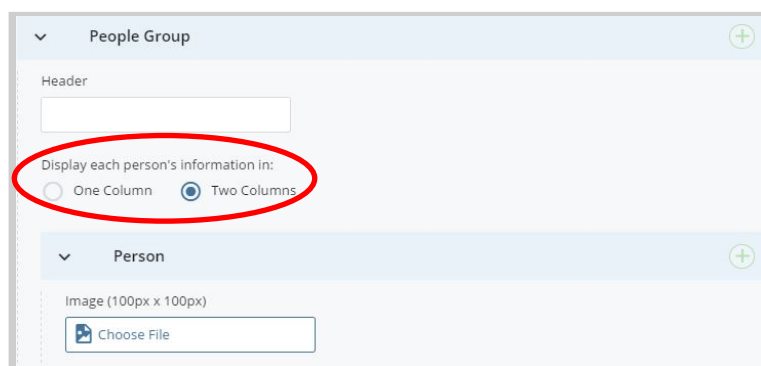 People Group
Header
Display each person's information in:
One Column Two Columns
Person
Image (100px x 100px)
Choose File